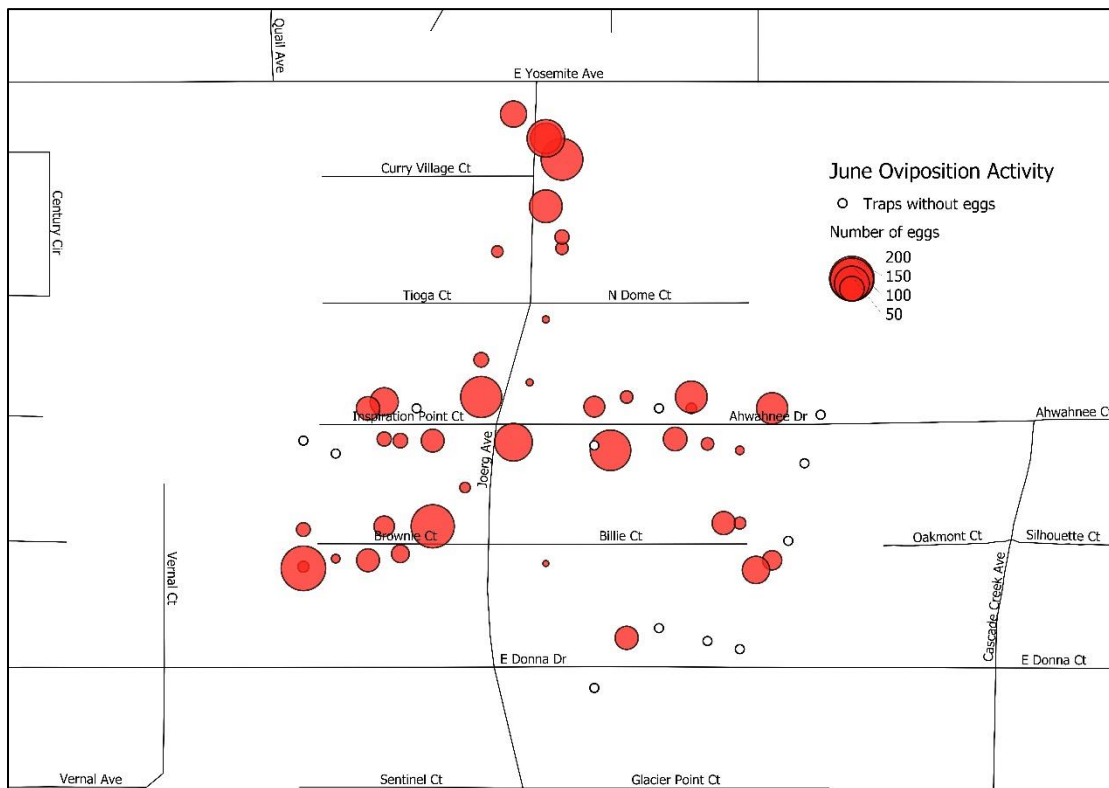 Quail Ave
E Yosemite Ave
Curry Village Ct
June Oviposition Activity
Traps without eggs
Number of eggs
200
150
100
50
Century Cir
Tioga Ct
N Dome Ct
Inspiration Point Ct
Ahwahnee Dr
Ahwahnee C
Joerg Ave
Brownie Ct
Billie Ct
Oakmont Ct
Silhouette Ct
Vernal Ct
Cascade Creek Ave
E Donna Dr
E Donna Ct
Vernal Ave
Sentinel Ct
Glacier Point Ct